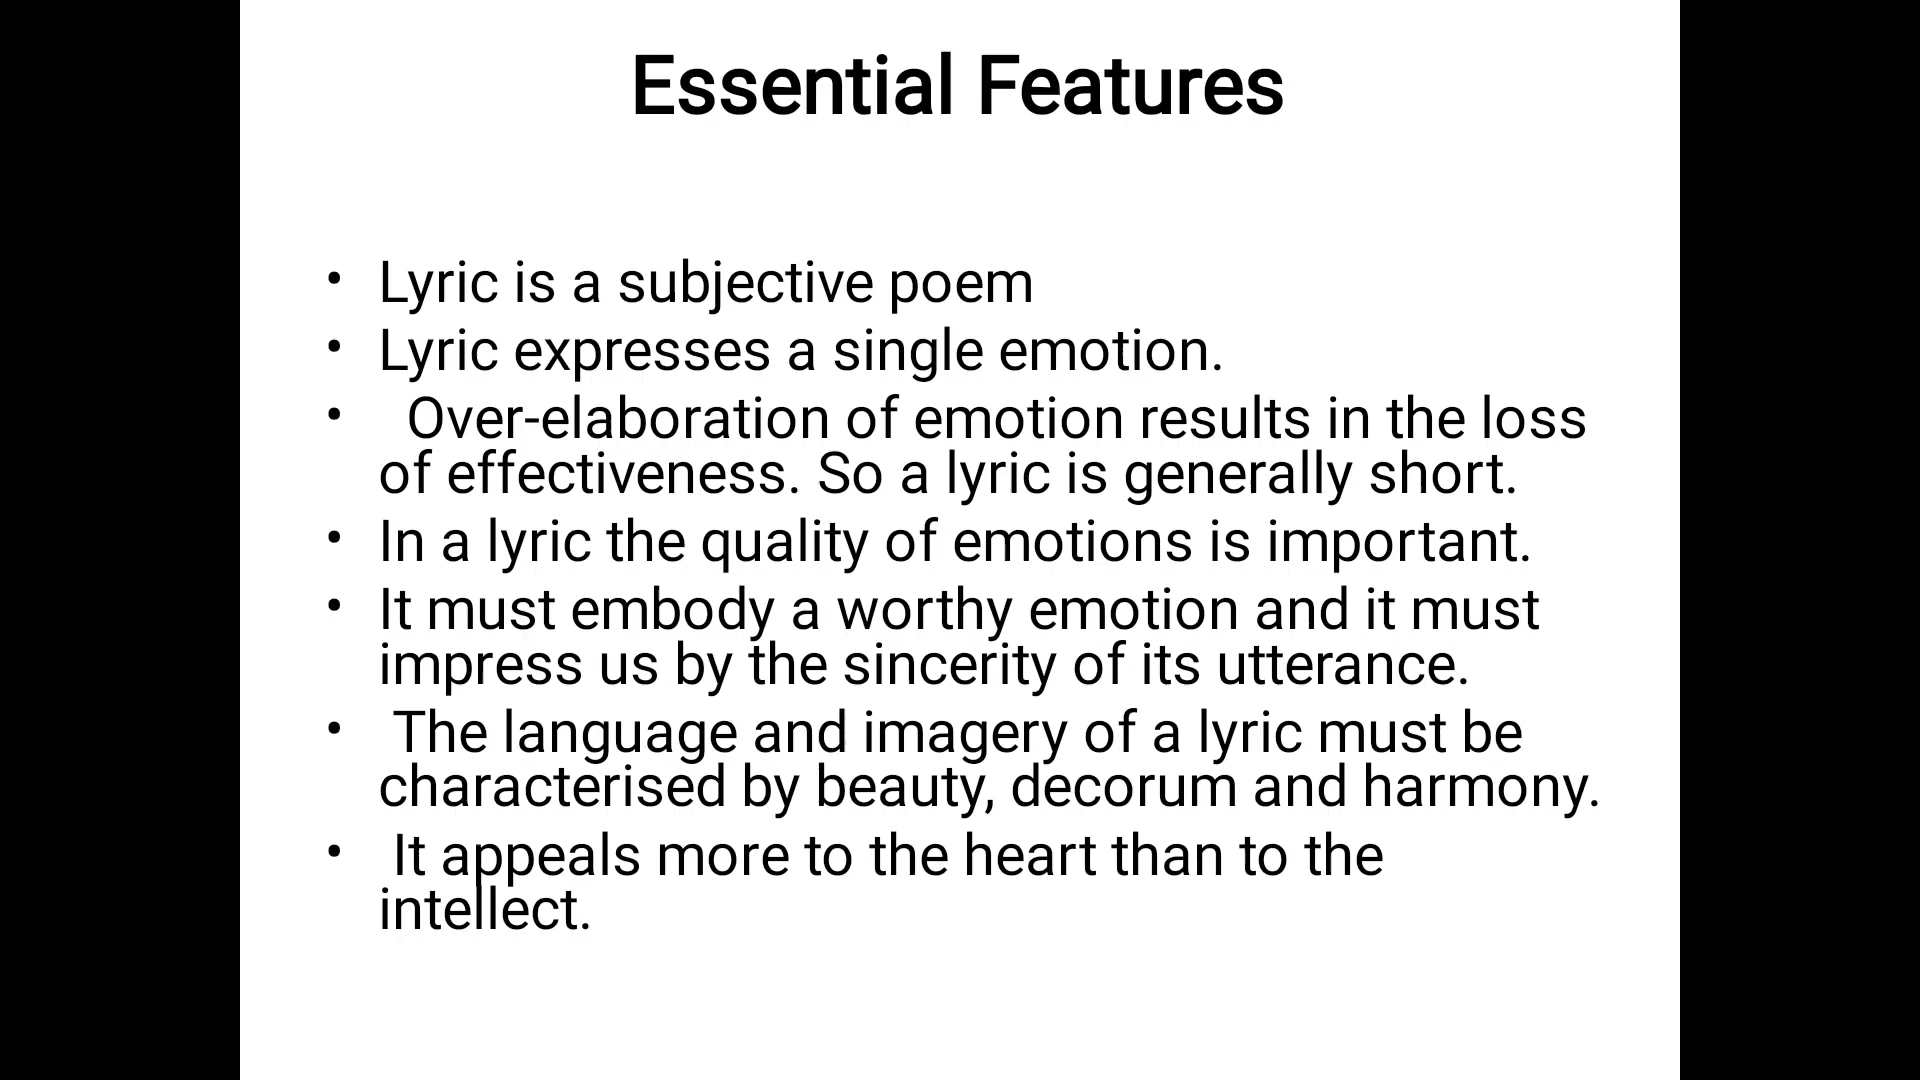 Essential Features
• Lyric is a subjective poem
• Lyric expresses a single emotion.
• Over-elaboration of emotion results in the loss
of effectiveness. So a lyric is generally short.
• In a lyric the quality of emotions is important.
• It must embody a worthy emotion and it must
impress us by the sincerity of its utterance.
• The language and imagery of a lyric must be
characterised by beauty, decorum and harmony.
• It appeals more to the heart than to the
intellect.